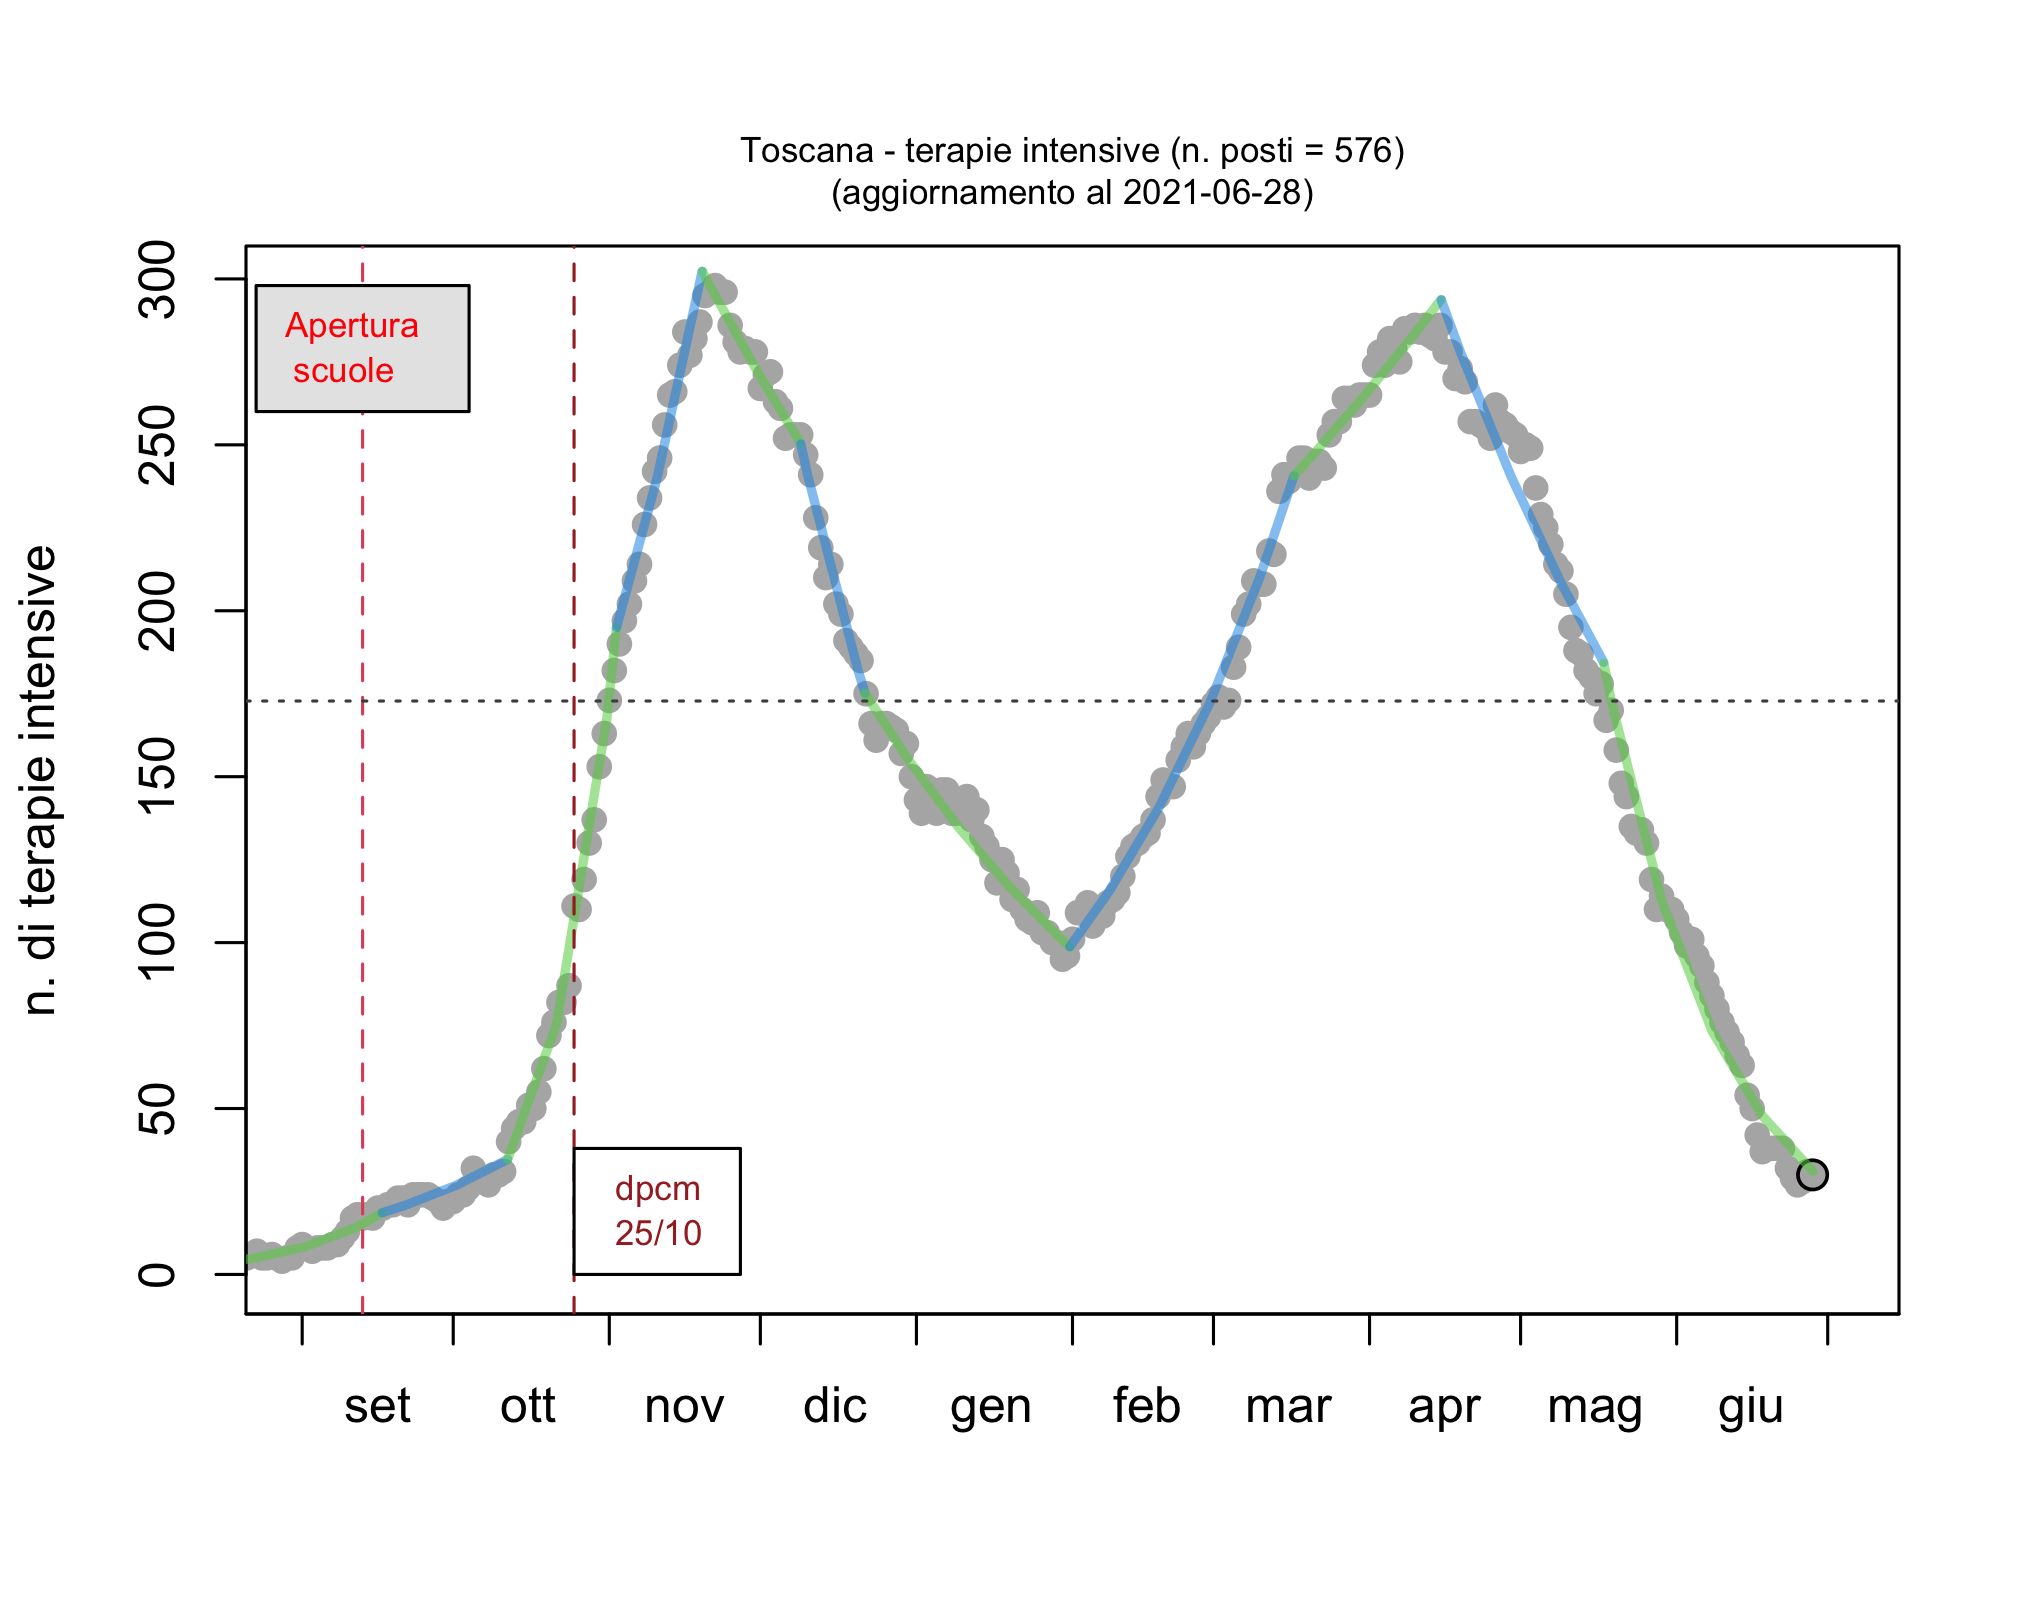 Toscana - terapie intensive (n. posti = 576)
(aggiornamento al 2021-06-28)
n. di terapie intensive
300
250
200
150
100
50
0
Apertura
scuole
dpcm
25/10
set ott nov dic gen feb mar apr mag giu